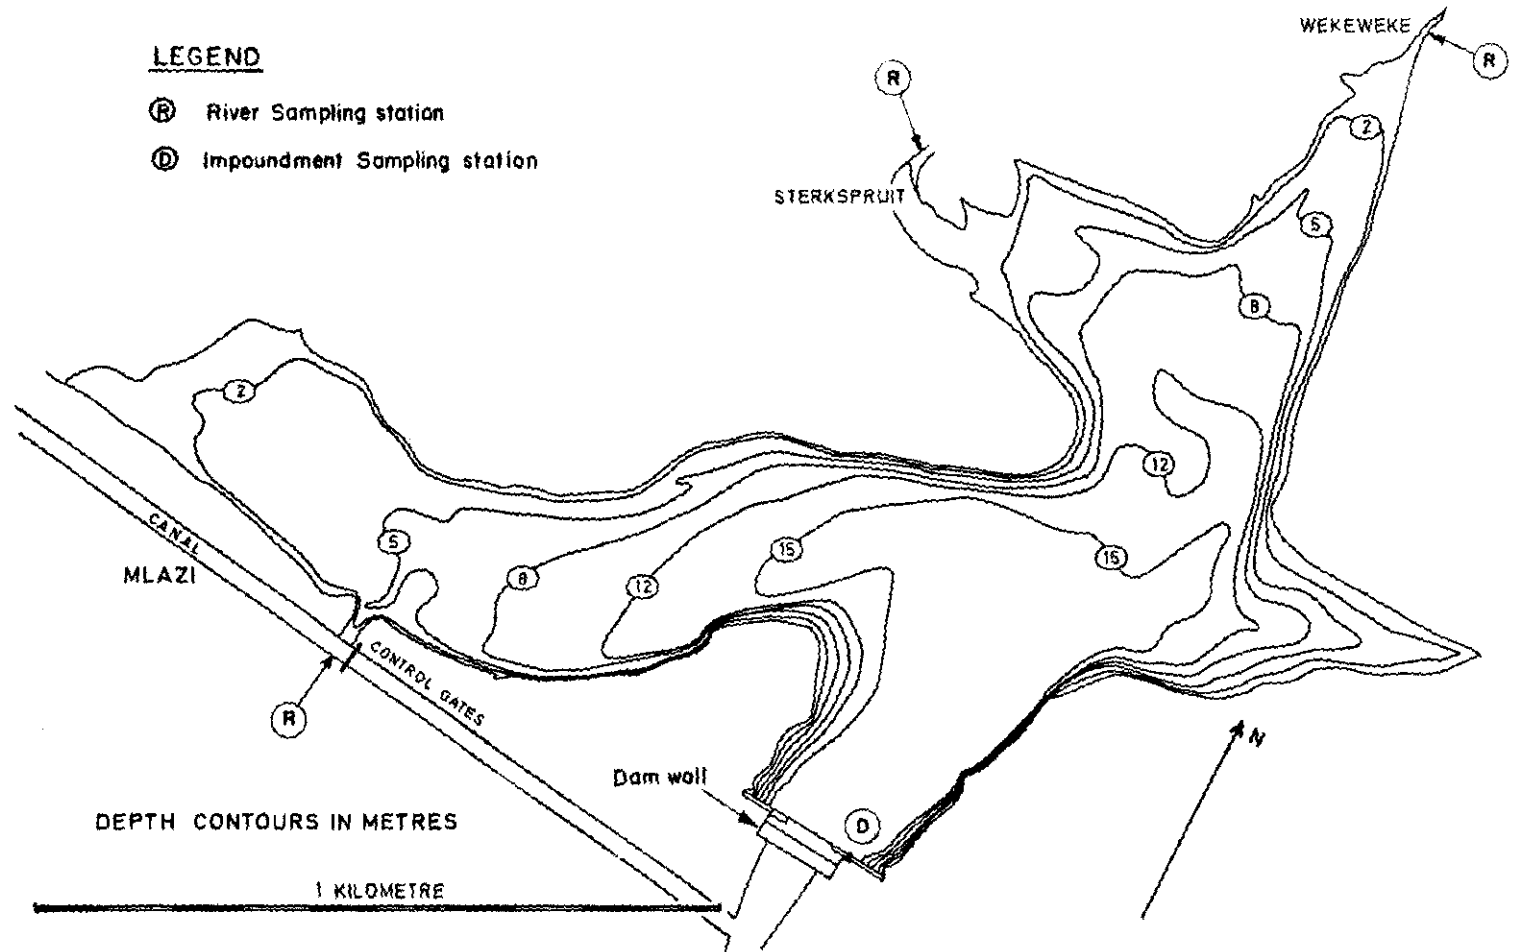 LEGEND
R River Sampling station
D Impoundment Sampling station
WEKEWEKE
R
R
STERKSPRUIT
2
5
8
12
15
15
2
5
8
12
CANAL
MLAZI
CONTROL GATES
R
N
Dam wall
D
DEPTH CONTOURS IN METRES
1 KILOMETRE